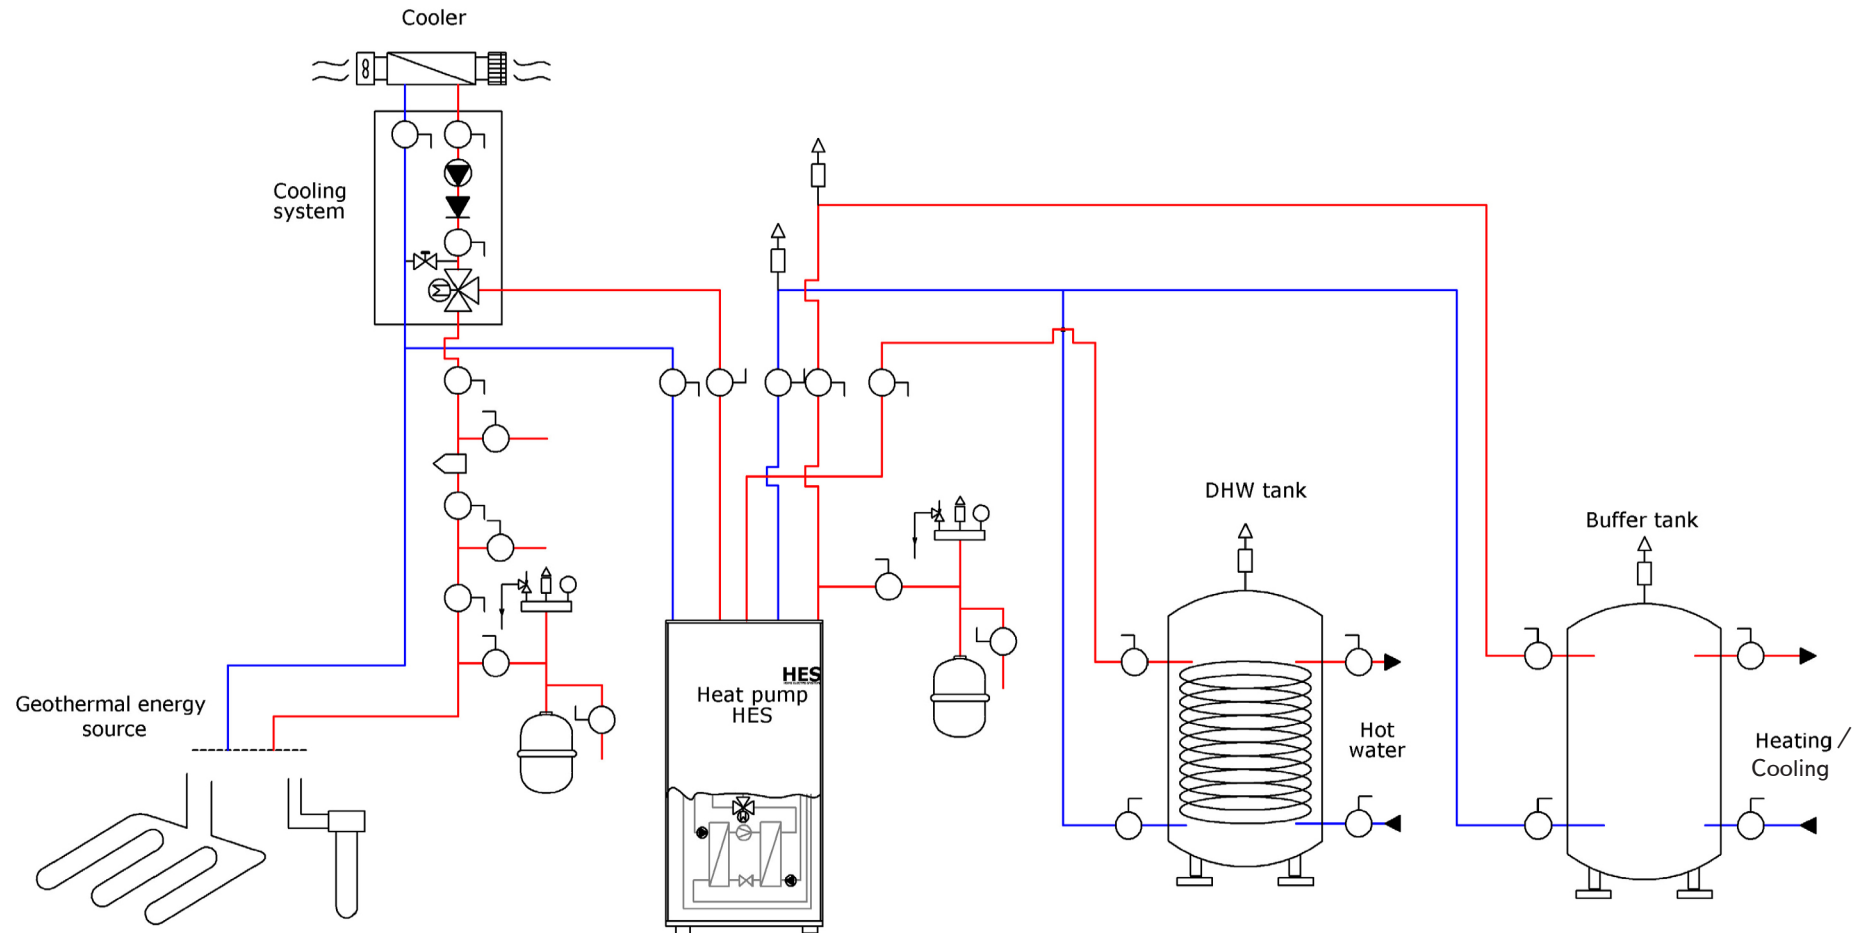 Cooler
Cooling
system
DHW tank
Buffer tank
HES
Heat pump
HES
Geothermal energy
source
Hot
water
Heating /
Cooling